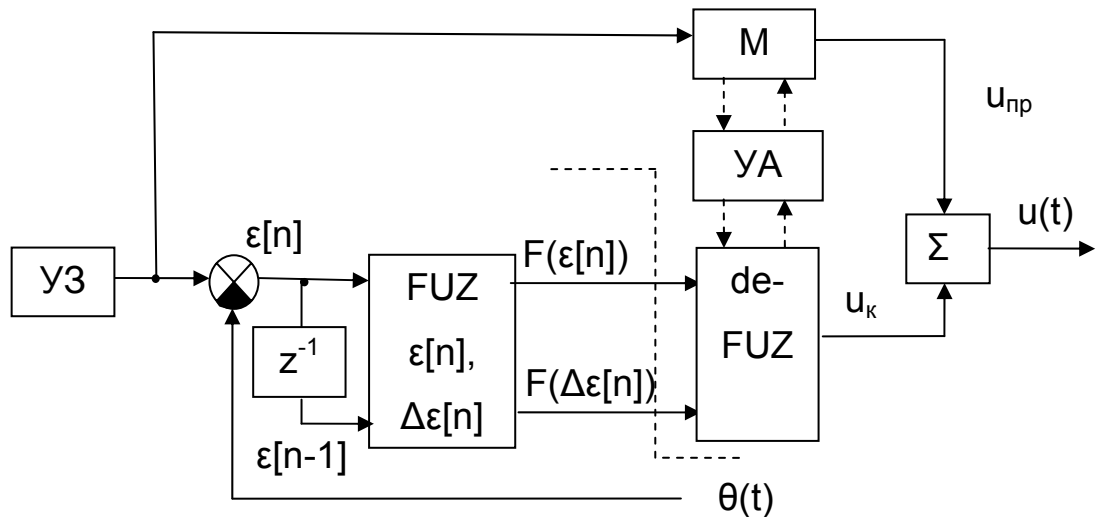 М
uпр
УА
ε[n]
u(t)
F(ε[n])
УЗ
FUZ
ε[n],
Δε[n]
de-
FUZ
Σ
uк
z⁻¹
F(Δε[n])
ε[n-1]
θ(t)